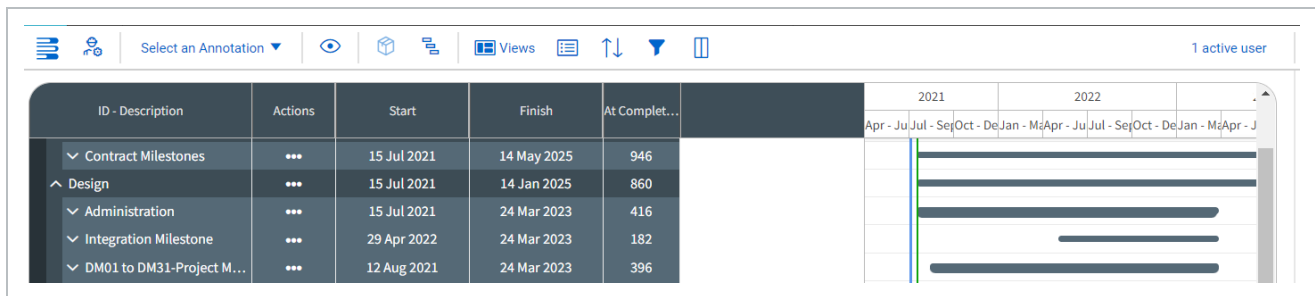 Select an Annotation ▼ Views 1 active user
ID - Description Actions Start Finish At Complet... 2021 2022
Apr - Ju Jul - Sep Oct - De Jan - Ma Apr - Ju Jul - Sep Oct - De Jan - Ma Apr - J
Contract Milestones ••• 15 Jul 2021 14 May 2025 946
Design ••• 15 Jul 2021 14 Jan 2025 860
Administration ••• 15 Jul 2021 24 Mar 2023 416
Integration Milestone ••• 29 Apr 2022 24 Mar 2023 182
DM01 to DM31-Project M... ••• 12 Aug 2021 24 Mar 2023 396